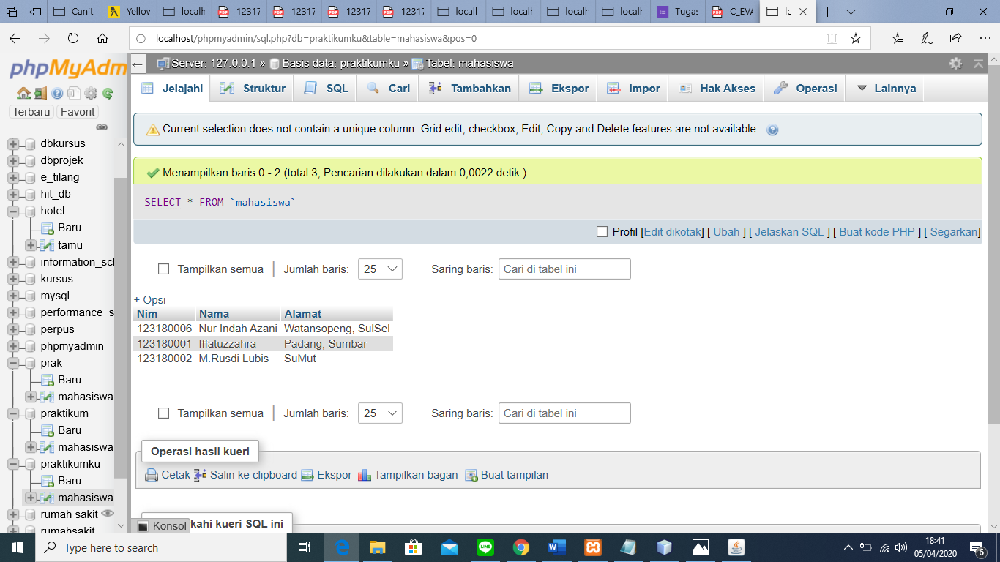 Can't Yellow localh 12317 12317 12317 12317 localh localh localh localh Tugas C_EVA lo
localhost/phpmyadmin/sql.php?db=praktikumku&table=mahasiswa&pos=0
phpMyAdm
Terbaru Favorit
dbkursus
dbprojek
e_tilang
hit_db
hotel
Baru
tamu
information_scl
kursus
mysql
performance_s
perpus
phpmyadmin
prak
Baru
mahasiswa
praktikum
Baru
mahasiswa
praktikumku
Baru
mahasiswa
rumah sakit
rumahsakit
Server: 127.0.0.1 » Basis data: praktikumku » Tabel: mahasiswa
Jelajahi Struktur SQL Cari Tambahkan Ekspor Impor Hak Akses Operasi Lainnya
Current selection does not contain a unique column. Grid edit, checkbox, Edit, Copy and Delete features are not available.
Menampilkan baris 0 - 2 (total 3, Pencarian dilakukan dalam 0,0022 detik.)
SELECT * FROM `mahasiswa`
Profil [Edit dikotak] [ Ubah ] [ Jelaskan SQL ] [ Buat kode PHP ] [ Segarkan]
Tampilkan semua Jumlah baris: 25 Saring baris: Cari di tabel ini
+ Opsi
Nim Nama Alamat
123180006 Nur Indah Azani Watansopeng, SulSel
123180001 Iffatuzzahra Padang, Sumbar
123180002 M.Rusdi Lubis SuMut
Tampilkan semua Jumlah baris: 25 Saring baris: Cari di tabel ini
Operasi hasil kueri
Cetak Salin ke clipboard Ekspor Tampilkan bagan Buat tampilan
kahi kueri SQL ini
Konsol
Type here to search
18:41
05/04/2020
6